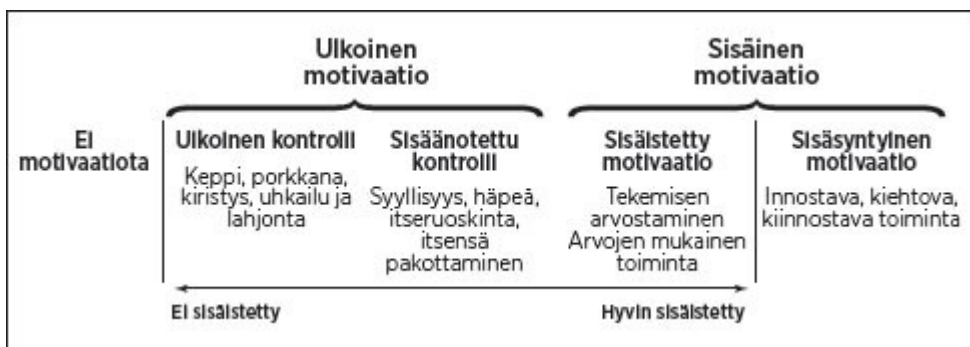 Ulkoinen
motivaatio
Sisäinen
motivaatio
Ei
motivaatiota
Ulkoinen kontrolli
Keppi, porkkana,
kiristys, uhkailu ja
lahjonta
Sisäänotettu
kontrolli
Syyllisyys, häpeä,
itseruoskinta,
itsensä
pakottaminen
Sisäistetty
motivaatio
Tekemisen
arvostaminen
Arvojen mukainen
toiminta
Sisäsyntyinen
motivaatio
Innostava, kiehtova,
kiinnostava toiminta
Ei sisäistetty
Hyvin sisäistetty